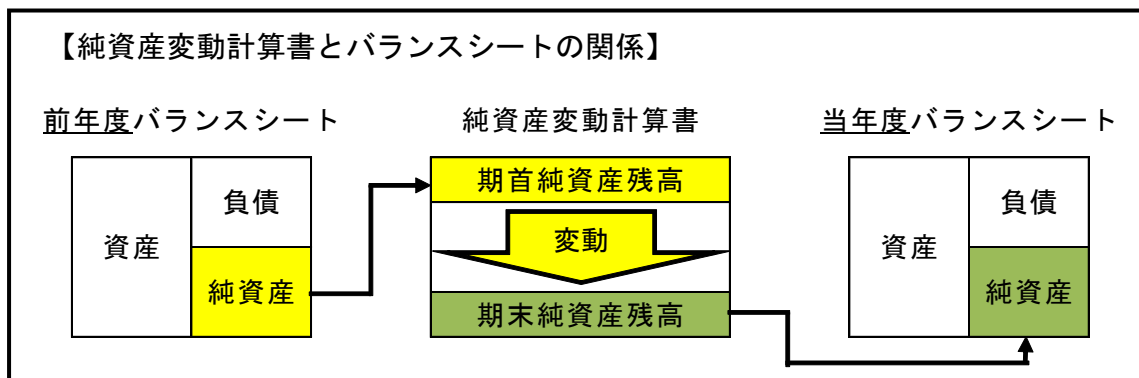 【純資産変動計算書とバランスシートの関係】
前年度バランスシート
純資産変動計算書
当年度バランスシート
資産
負債
純資産
期首純資産残高
変動
期末純資産残高
資産
負債
純資産